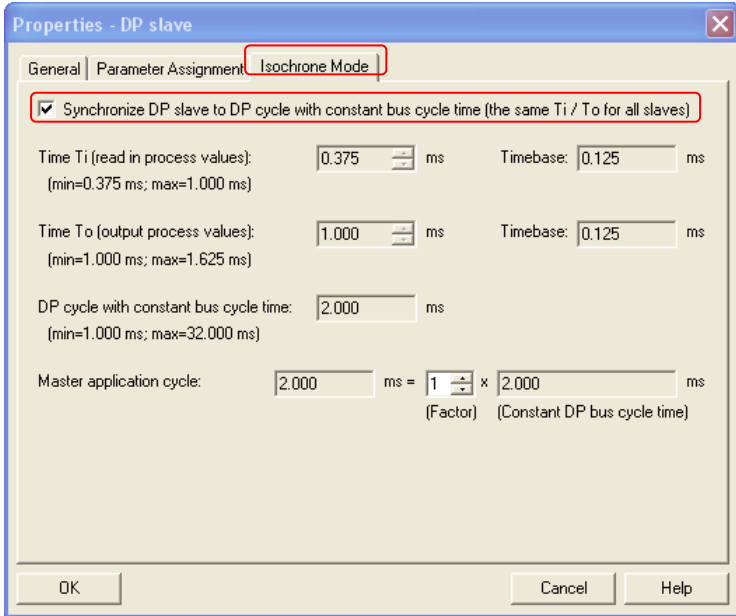 Properties - DP slave
General Parameter Assignment Isochrone Mode
Synchronize DP slave to DP cycle with constant bus cycle time (the same Ti / To for all slaves)
Time Ti (read in process values): 0.375 ms Timebase: 0.125 ms
(min=0.375 ms; max=1.000 ms)
Time To (output process values): 1.000 ms Timebase: 0.125 ms
(min=1.000 ms; max=1.625 ms)
DP cycle with constant bus cycle time: 2.000 ms
(min=1.000 ms; max=32.000 ms)
Master application cycle: 2.000 ms = 1 x 2.000 ms
(Factor) (Constant DP bus cycle time)
OK Cancel Help